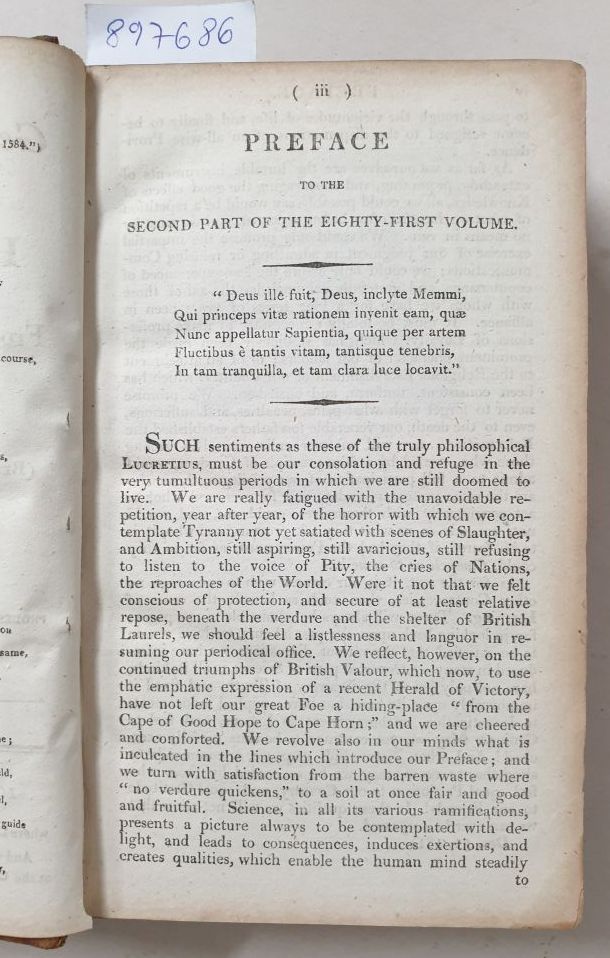 897686
( iii )
PREFACE
TO THE
SECOND PART OF THE EIGHTY-FIRST VOLUME.
“ Deus ille fuit, Deus, inclyte Memmi,
Qui princeps vitæ rationem invenit eam, quæ
Nunc appellatur Sapientia, quique per artem
Fluctibus è tantis vitam, tantisque tenebris,
In tam tranquilla, et tam clara luce locavit.”
SUCH sentiments as these of the truly philosophical
LUCRETIUS, must be our consolation and refuge in the
very tumultuous periods in which we are still doomed to
live. We are really fatigued with the unavoidable re-
petition, year after year, of the horror with which we con-
template Tyranny not yet satiated with scenes of Slaughter,
and Ambition, still aspiring, still avaricious, still refusing
to listen to the voice of Pity, the cries of Nations,
the reproaches of the World. Were it not that we felt
conscious of protection, and secure of at least relative
repose, beneath the verdure and the shelter of British
Laurels, we should feel a listlessness and languor in re-
suming our periodical office. We reflect, however, on the
continued triumphs of British Valour, which now, to use
the emphatic expression of a recent Herald of Victory,
have not left our great Foe a hiding-place “ from the
Cape of Good Hope to Cape Horn ;” and we are cheered
and comforted. We revolve also in our minds what is
inculcated in the lines which introduce our Preface ; and
we turn with satisfaction from the barren waste where
“ no verdure quickens,” to a soil at once fair and good
and fruitful. Science, in all its various ramifications,
presents a picture always to be contemplated with de-
light, and leads to consequences, induces exertions, and
creates qualities, which enable the human mind steadily
to
1584.”)
course,
s,
ou
same,
e ;
ld,
l,
guide